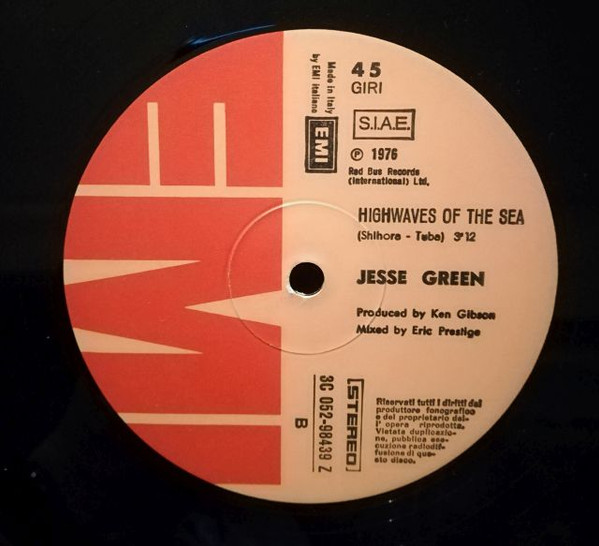 EMI
45
GIRI
Made in Italy
by EMI Italiana
EMI
S.I.A.E.
℗ 1976
Red Bus Records
(International) Ltd.
HIGHWAVES OF THE SEA
(Shihora - Tuba) 3'12
JESSE GREEN
Produced by Ken Gibson
Mixed by Eric Prestige
3C 052-98439 Z
B
STEREO
Riservati tutti i diritti del
produttore fonografico
e del proprietario del-
l' opera riprodotta.
Vietata duplicazio-
ne, pubblica ese-
cuzione radiodif-
fusione di que-
sto disco.